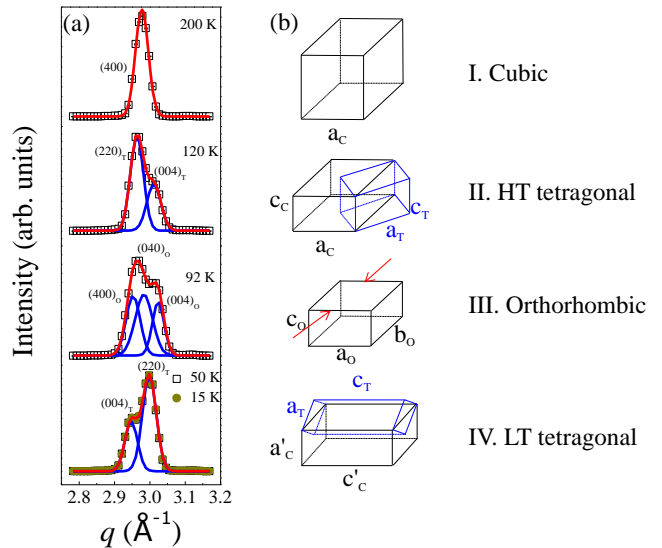 (a)
200 K
(400)
120 K
(220)T
(004)T
92 K
(040)O
(400)O
(004)O
(220)T
(004)T
50 K
15 K
2.8 2.9 3.0 3.1 3.2
q (Å-1)
Intensity (arb. units)
(b)
aC
I. Cubic
cC
cT
aC
aT
II. HT tetragonal
cO
bO
aO
III. Orthorhombic
cT
aT
a'C
c'C
IV. LT tetragonal